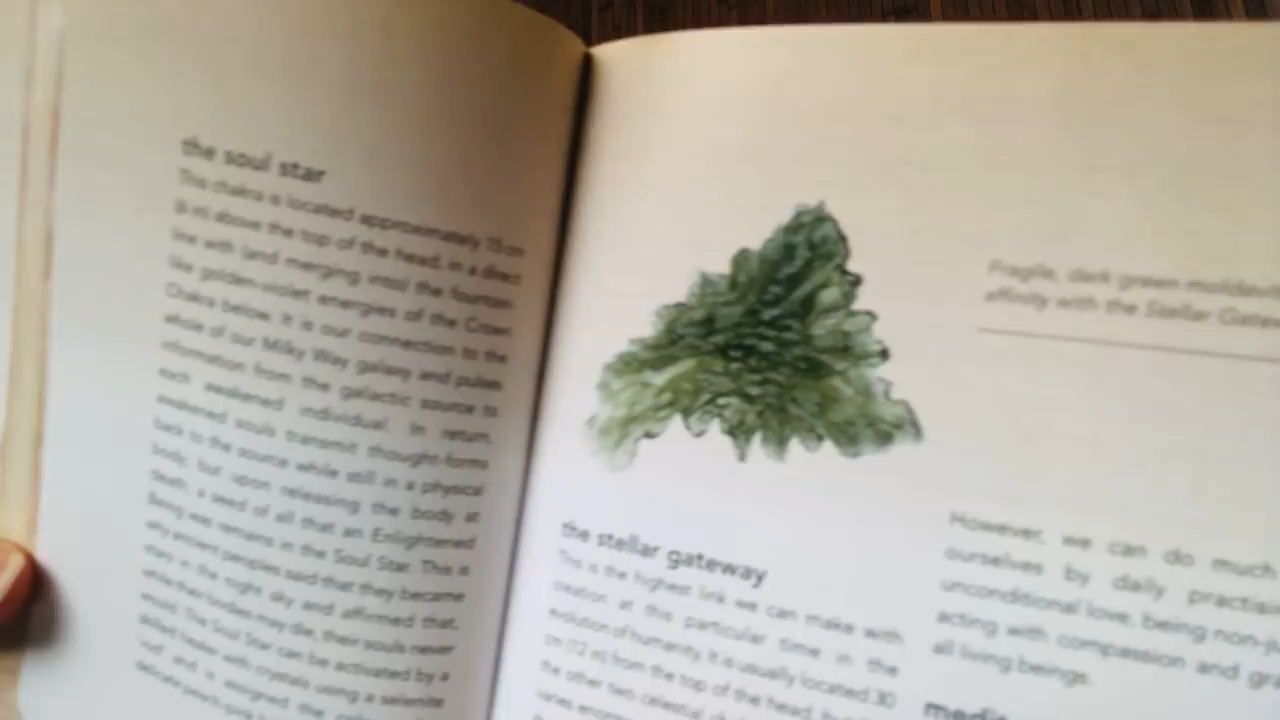 the soul star
This chakra is located approximately 15 cm
(6 in) above the top of the head, in a direct
line with (and merging into) the fountain-
like golden-violet energies of the Crown
Chakra below. It is our connection to the
whole of our Milky Way galaxy and pulses
information from the galactic source to
each awakened individual. In return,
awakened souls transmit thought-forms
back to the source while still in a physical
body, but upon releasing the body at
death, a seed of all that an Enlightened
Being was remains in the Soul Star. This is
why ancient peoples said that they became
stars in the night sky and affirmed that,
while their bodies may die, their souls never
would. The Soul Star can be activated by a
skilled healer with crystals using a selenite
and is assigned the
delicate
Fragile, dark green
affinity with the Stellar
the stellar gateway
This is the highest link we can make with
creation at this particular time in the
evolution of humanity. It is usually located 30
cm (12 in) from the top of the head, but
the other two celestial
varies
However, we can do much
ourselves by daily
unconditional love, being
acting with compassion and
all living beings.